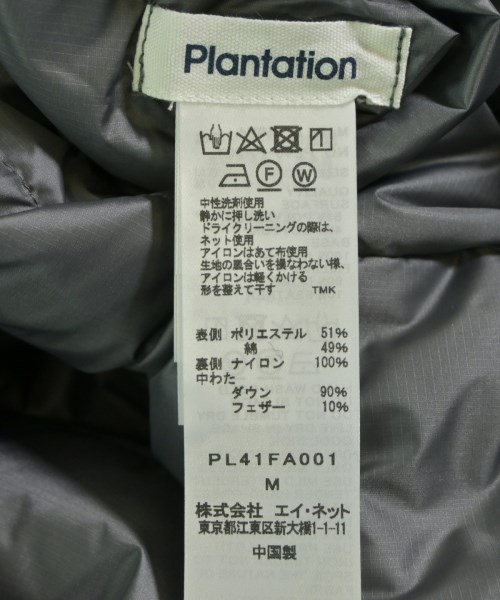 Plantation
F W
中性洗剤使用
静かに押し洗い
ドライクリーニングの際は、
ネット使用
アイロンはあて布使用
生地の風合いを損なわない様、
アイロンは軽くかける
形を整えて干す TMK
表側 ポリエステル 51%
綿 49%
裏側 ナイロン 100%
中わた
ダウン 90%
フェザー 10%
PL41FA001
M
株式会社 エイ・ネット
東京都江東区新大橋1-1-11
中国製